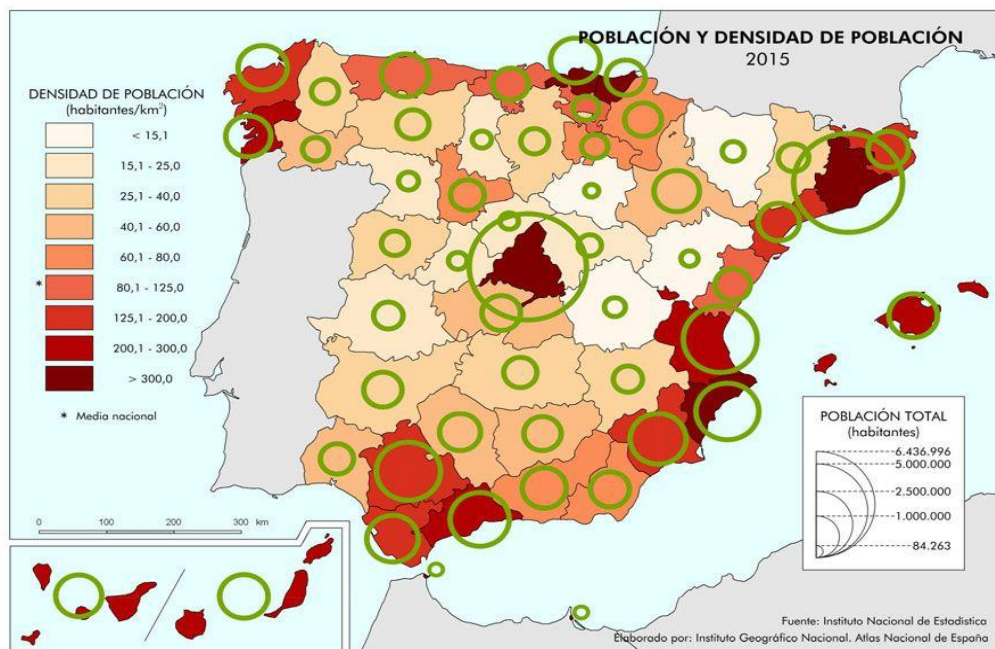 POBLACIÓN Y DENSIDAD DE POBLACIÓN
2015
DENSIDAD DE POBLACIÓN
(habitantes/km²)
< 15,1
15,1 - 25,0
25,1 - 40,0
40,1 - 60,0
60,1 - 80,0
* 80,1 - 125,0
125,1 - 200,0
200,1 - 300,0
> 300,0
* Media nacional
POBLACIÓN TOTAL
(habitantes)
6.436.996
5.000.000
2.500.000
1.000.000
84.263
0 100 200 300 km
Fuente: Instituto Nacional de Estadística
Elaborado por: Instituto Geográfico Nacional. Atlas Nacional de España